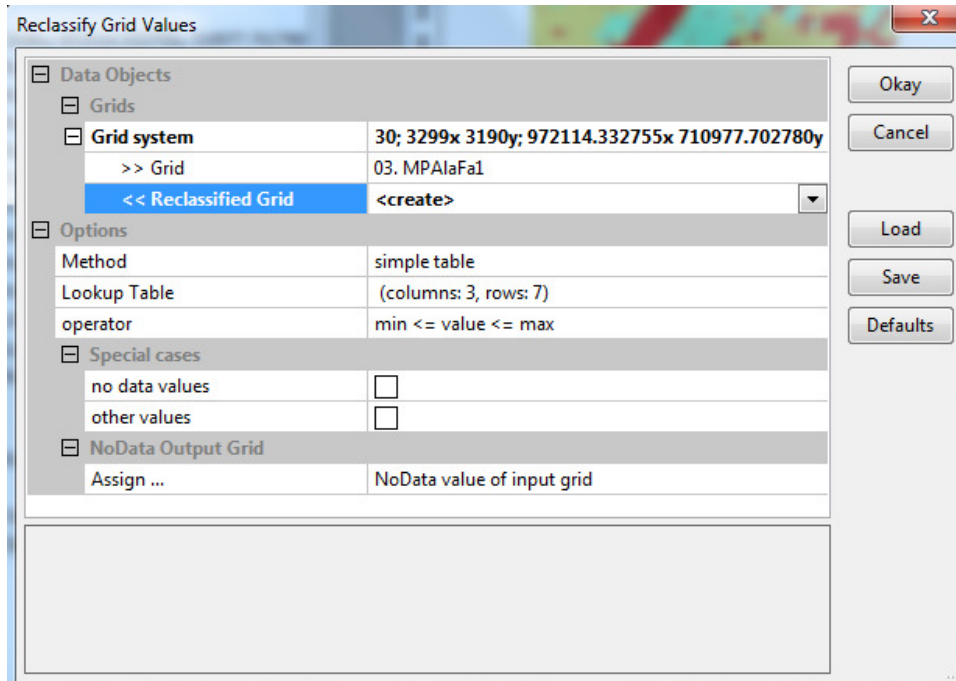 Reclassify Grid Values
Data Objects
Grids
Grid system 30; 3299x 3190y; 972114.332755x 710977.702780y
>> Grid 03. MPAlaFa1
<< Reclassified Grid <create>
Options
Method simple table
Lookup Table (columns: 3, rows: 7)
operator min <= value <= max
Special cases
no data values
other values
NoData Output Grid
Assign ... NoData value of input grid
Okay
Cancel
Load
Save
Defaults